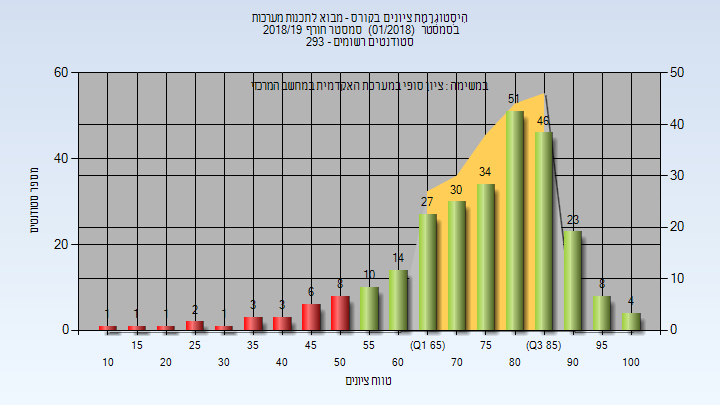 היסטוגרמת ציונים בקורס - מבוא לתכנות מערכות
בסמסטר (01/2018) סמסטר חורף 2018/19
סטודנטים רשומים - 293
במשימה : ציון סופי במערכת האקדמית במחשב המרכזי
60
40
20
0
מספר סטודנטים
50
40
30
20
10
0
1 1 1 2 1 3 3 6 8 10 14 27 30 34 51 46 23 8 4
15 25 35 45 55 (Q1 65) 75 (Q3 85) 95
10 20 30 40 50 60 70 80 90 100
טווח ציונים